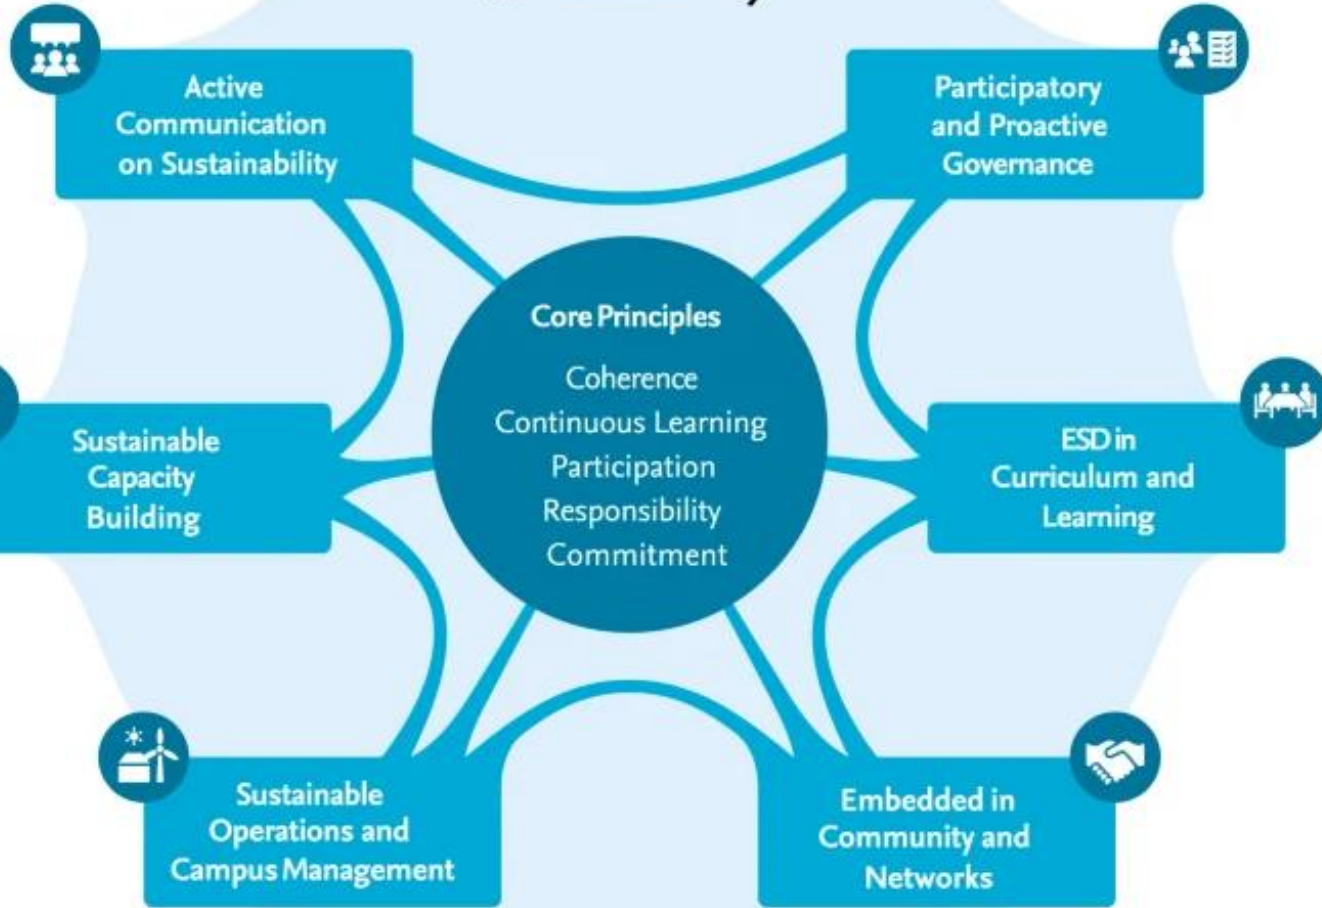 Active
Communication
on Sustainability
Participatory
and Proactive
Governance
Core Principles
Coherence
Continuous Learning
Participation
Responsibility
Commitment
Sustainable
Capacity
Building
ESD in
Curriculum and
Learning
Sustainable
Operations and
Campus Management
Embedded in
Community and
Networks